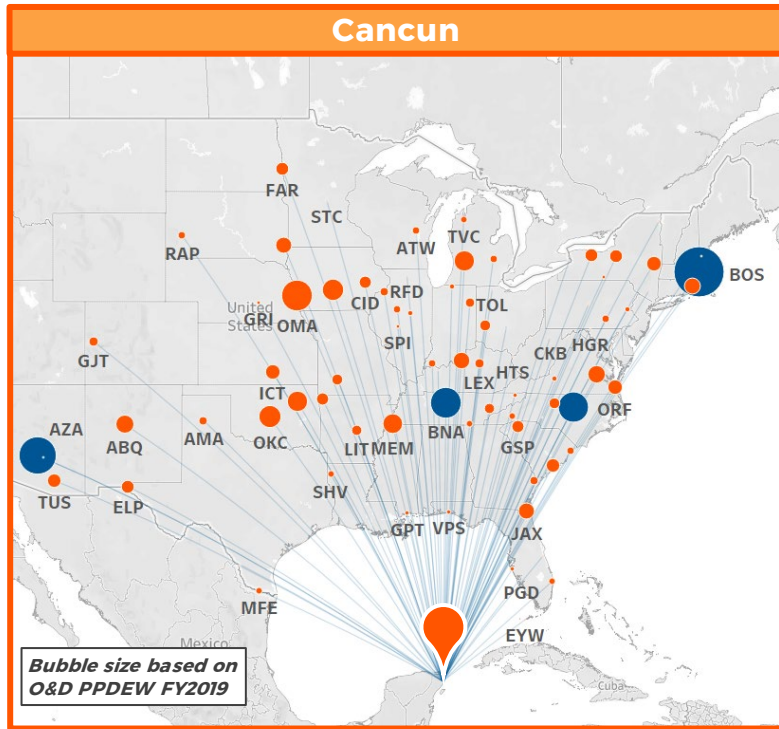 Cancun
FAR
STC
RAP
ATW
TVC
BOS
United
States
GRI
OMA
CID
RFD
TOL
SPI
GJT
CKB
HGR
HTS
LEX
ICT
AZA
ABQ
AMA
OKC
LIT
MEM
BNA
GSP
ORF
TUS
ELP
SHV
GPT
VPS
JAX
MFE
PGD
EYW
Mexico
Cuba
Bubble size based on
O&D PPDEW FY2019